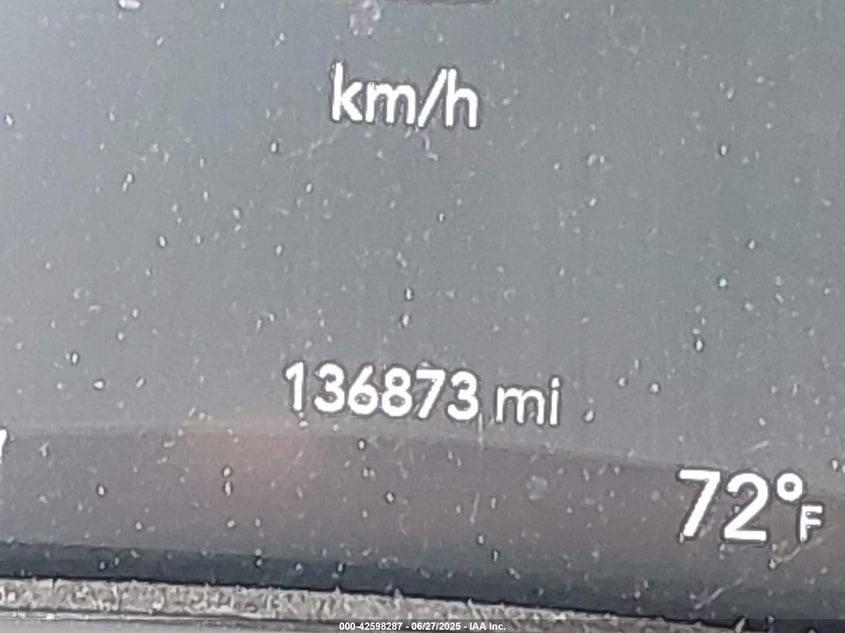 km/h
136873 mi
72°F
000-42598287 - 06/27/2025 - IAA Inc.